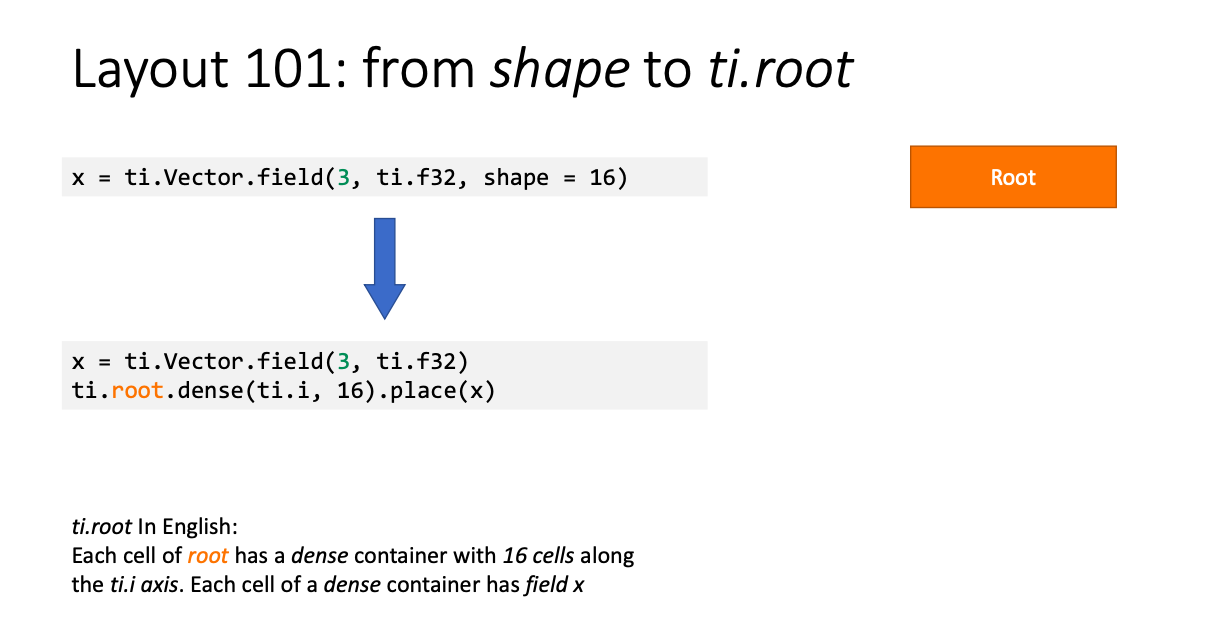 Layout 101: from shape to ti.root
x = ti.Vector.field(3, ti.f32, shape = 16)
Root
x = ti.Vector.field(3, ti.f32)
ti.root.dense(ti.i, 16).place(x)
ti.root In English:
Each cell of root has a dense container with 16 cells along
the ti.i axis. Each cell of a dense container has field x